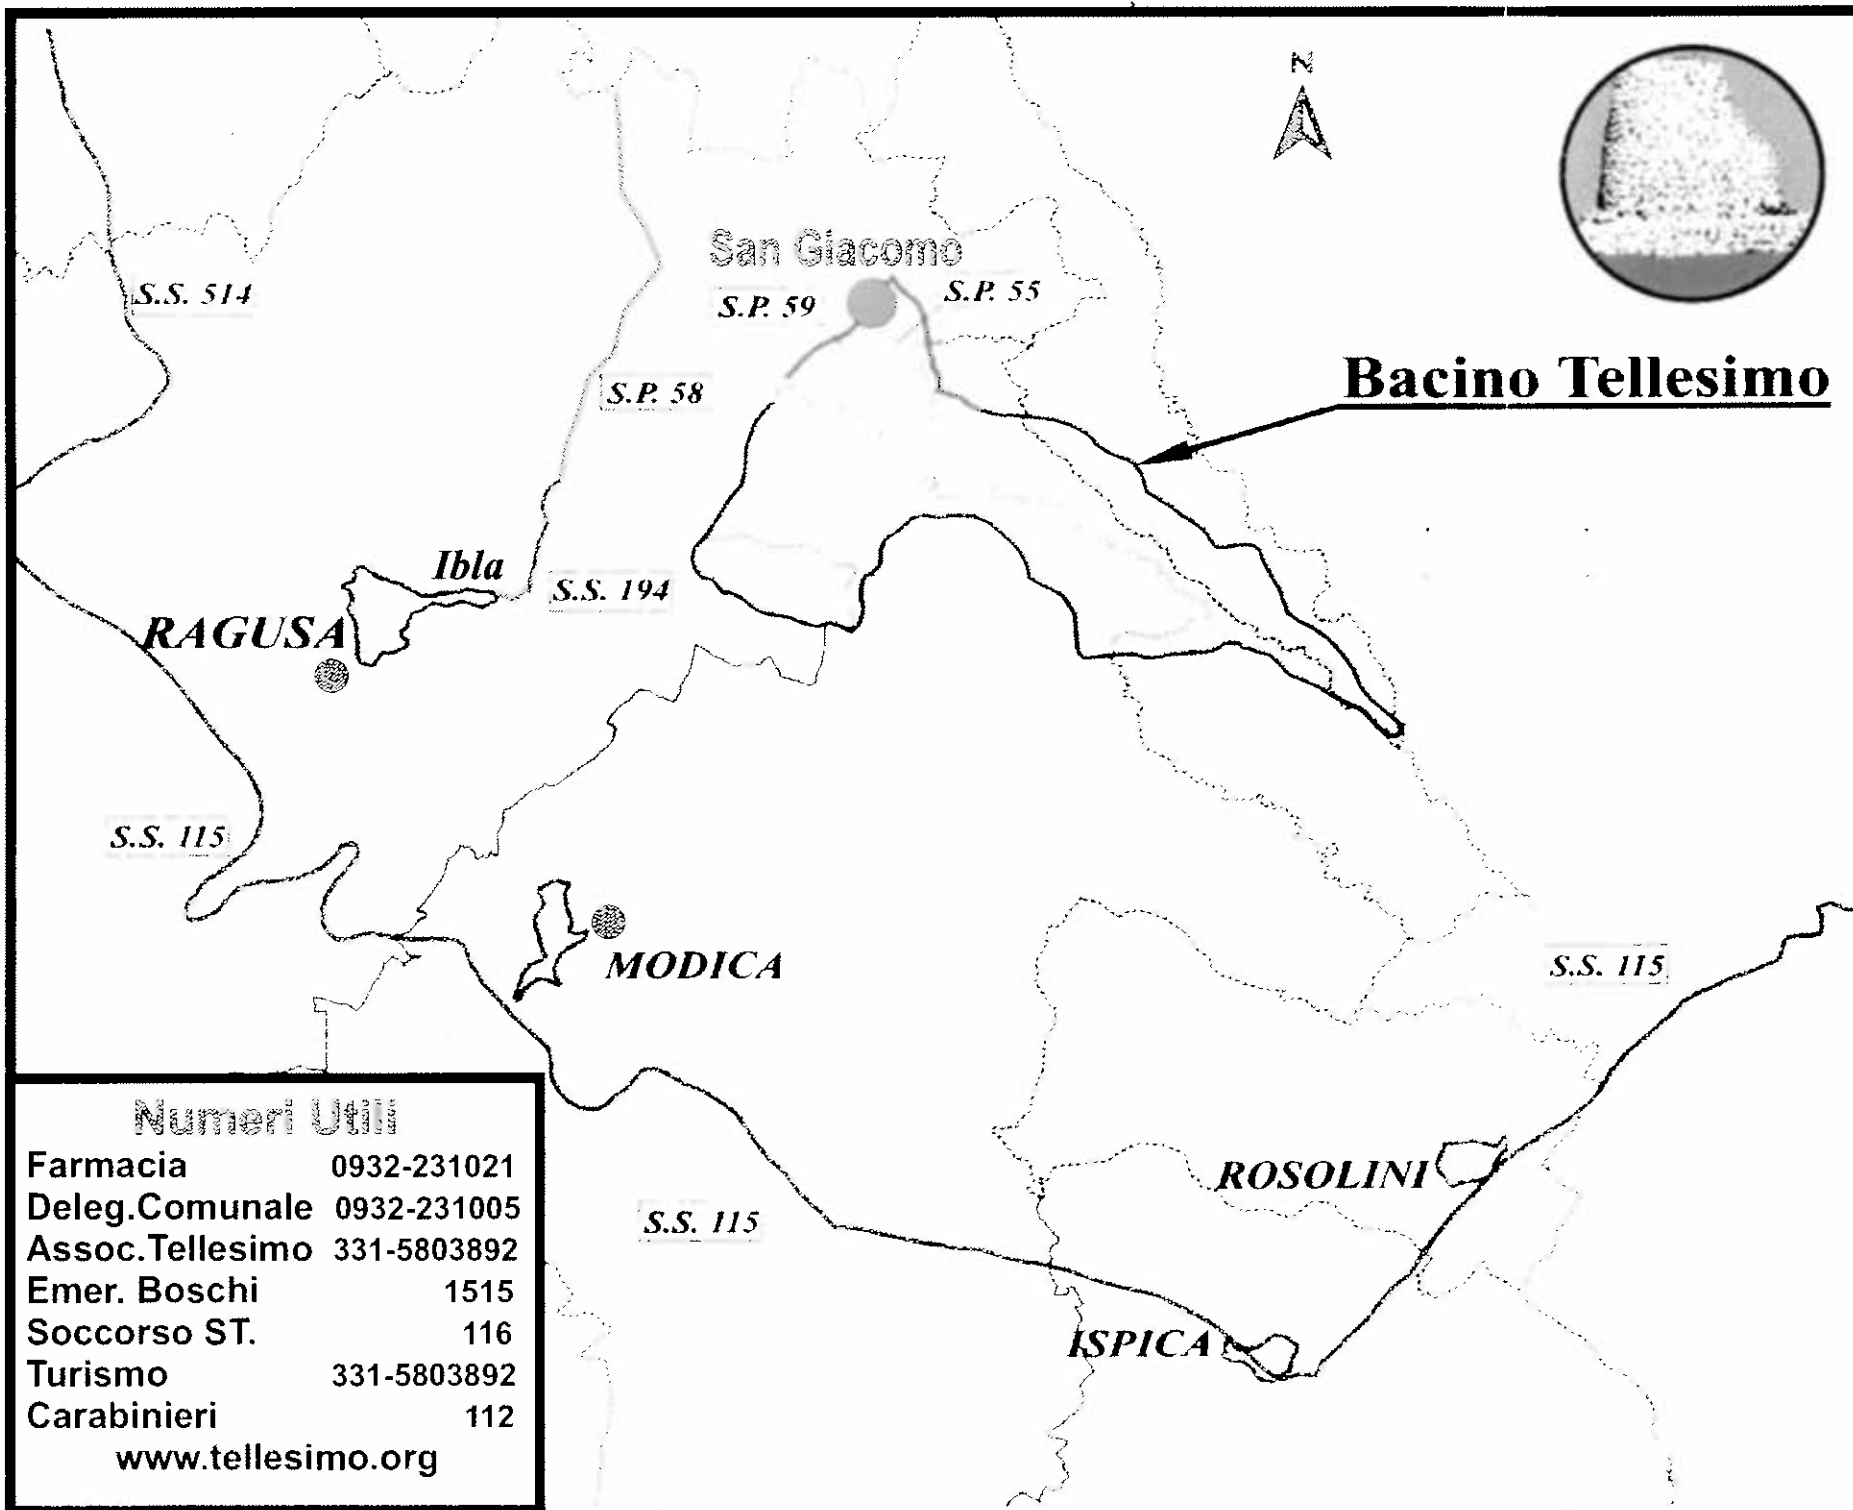 N
San Giacomo
S.S. 514
S.P. 59
S.P. 55
Bacino Tellesimo
S.P. 58
Ibla
S.S. 194
RAGUSA
S.S. 115
MODICA
S.S. 115
ROSOLINI
S.S. 115
ISPICA
Numeri Utili
Farmacia 0932-231021
Deleg.Comunale 0932-231005
Assoc.Tellesimo 331-5803892
Emer. Boschi 1515
Soccorso ST. 116
Turismo 331-5803892
Carabinieri 112
www.tellesimo.org